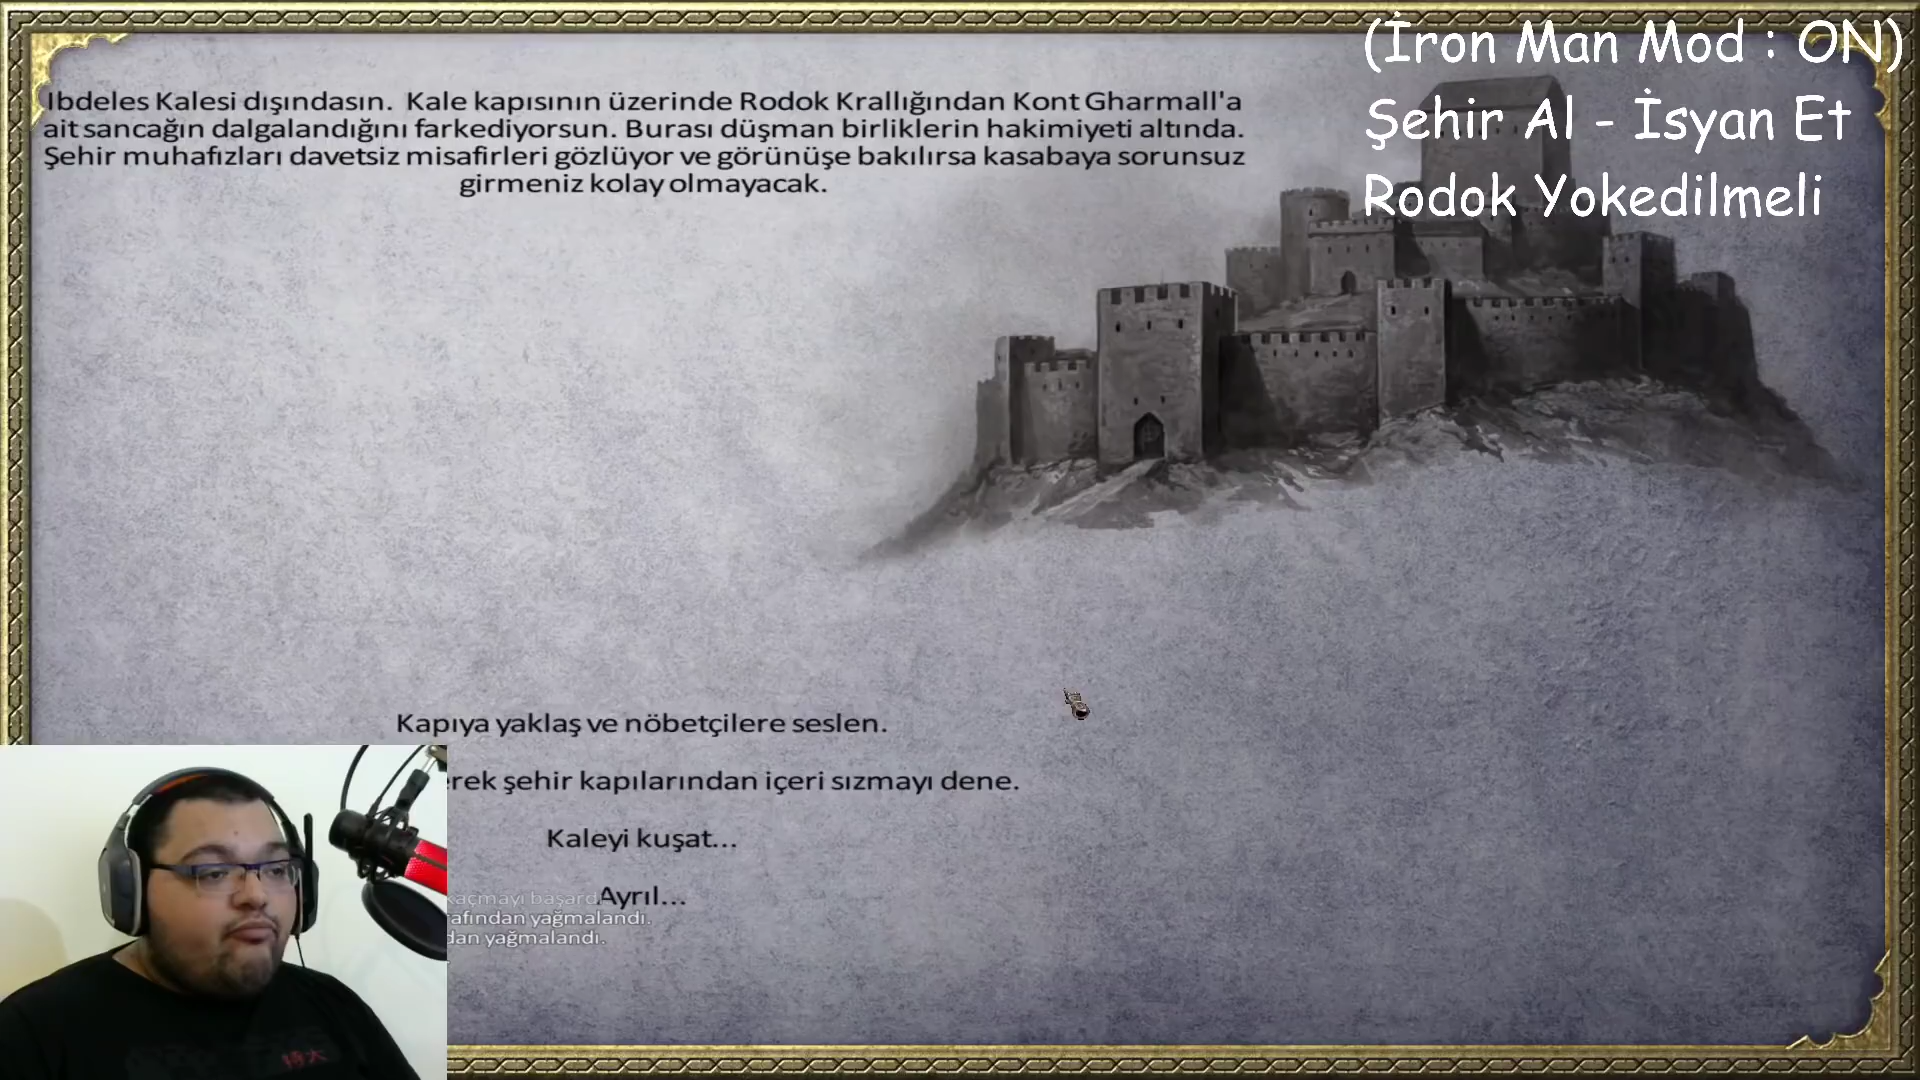 Ibdeles Kalesi dışındasın. Kale kapısının üzerinde Rodok Krallığından Kont Gharmall'a
ait sancağın dalgalandığını farkediyorsun. Burası düşman birliklerin hakimiyeti altında.
Şehir muhafızları davetsiz misafirleri gözlüyor ve görünüşe bakılırsa kasabaya sorunsuz
girmeniz kolay olmayacak.
(İron Man Mod : ON)
Şehir Al - İsyan Et
Rodok Yokedilmeli
Kapıya yaklaş ve nöbetçilere seslen.
erek şehir kapılarından içeri sızmayı dene.
Kaleyi kuşat...
Ayrıl...
kaçmayı başard
rafından yağmalandı.
dan yağmalandı.